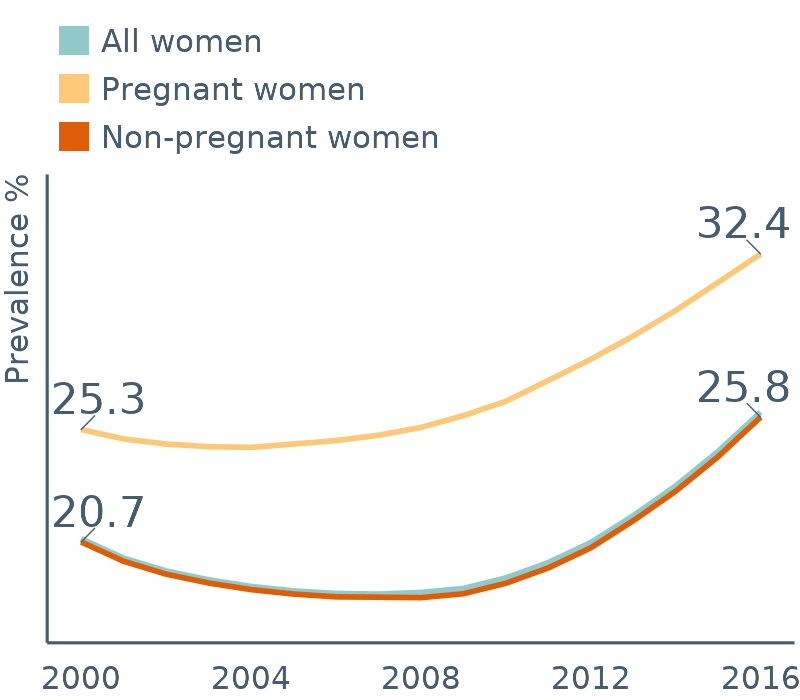 All women
Pregnant women
Non-pregnant women
Prevalence %
32.4
25.3
25.8
20.7
2000 2004 2008 2012 2016